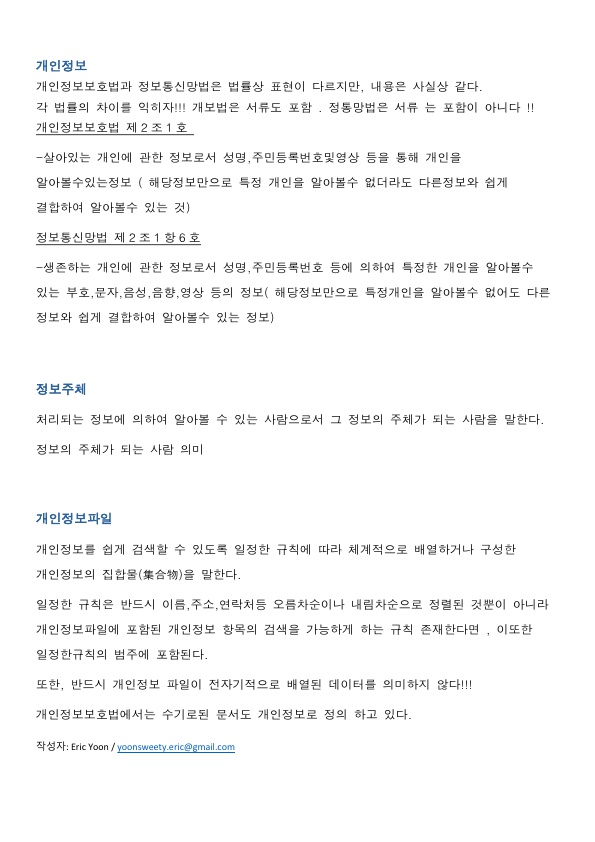 개인정보
개인정보보호법과 정보통신망법은 법률상 표현이 다르지만, 내용은 사실상 같다.
각 법률의 차이를 익히자!!! 개보법은 서류도 포함 . 정통망법은 서류 는 포함이 아니다 !!
개인정보보호법 제 2 조 1 호
-살아있는 개인에 관한 정보로서 성명,주민등록번호및영상 등을 통해 개인을
알아볼수있는정보 ( 해당정보만으로 특정 개인을 알아볼수 없더라도 다른정보와 쉽게
결합하여 알아볼수 있는 것)
정보통신망법 제 2 조 1 항 6 호
-생존하는 개인에 관한 정보로서 성명,주민등록번호 등에 의하여 특정한 개인을 알아볼수
있는 부호,문자,음성,음향,영상 등의 정보( 해당정보만으로 특정개인을 알아볼수 없어도 다른
정보와 쉽게 결합하여 알아볼수 있는 정보)
정보주체
처리되는 정보에 의하여 알아볼 수 있는 사람으로서 그 정보의 주체가 되는 사람을 말한다.
정보의 주체가 되는 사람 의미
개인정보파일
개인정보를 쉽게 검색할 수 있도록 일정한 규칙에 따라 체계적으로 배열하거나 구성한
개인정보의 집합물(集合物)을 말한다.
일정한 규칙은 반드시 이름,주소,연락처등 오름차순이나 내림차순으로 정렬된 것뿐이 아니라
개인정보파일에 포함된 개인정보 항목의 검색을 가능하게 하는 규칙 존재한다면 , 이또한
일정한규칙의 범주에 포함된다.
또한, 반드시 개인정보 파일이 전자기적으로 배열된 데이터를 의미하지 않다!!!
개인정보보호법에서는 수기로된 문서도 개인정보로 정의 하고 있다.
작성자: Eric Yoon / yoonsweety.eric@gmail.com